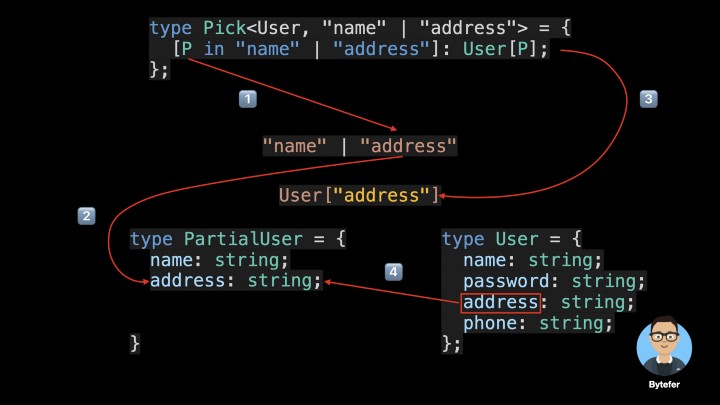 type Pick<User, "name" | "address"> = {
[P in "name" | "address"]: User[P];
};
1
3
"name" | "address"
User["address"]
2
type PartialUser = {
name: string;
address: string;
}
4
type User = {
name: string;
password: string;
address: string;
phone: string;
};
Bytefer